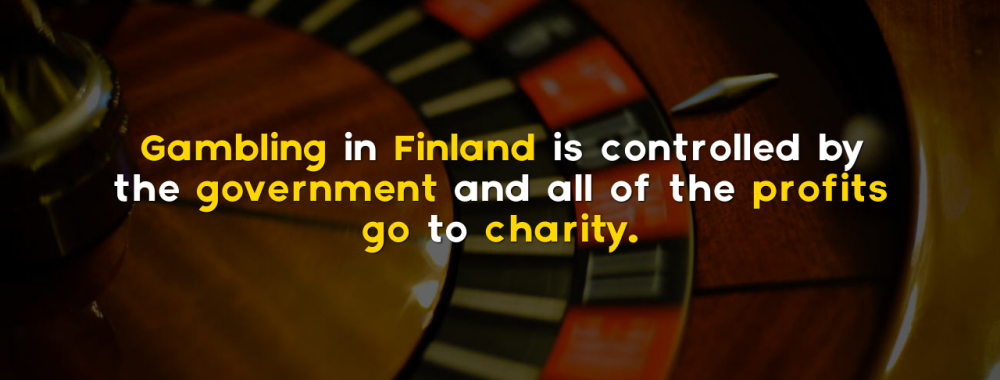 Gambling in Finland is controlled by
the government and all of the profits
go to charity.